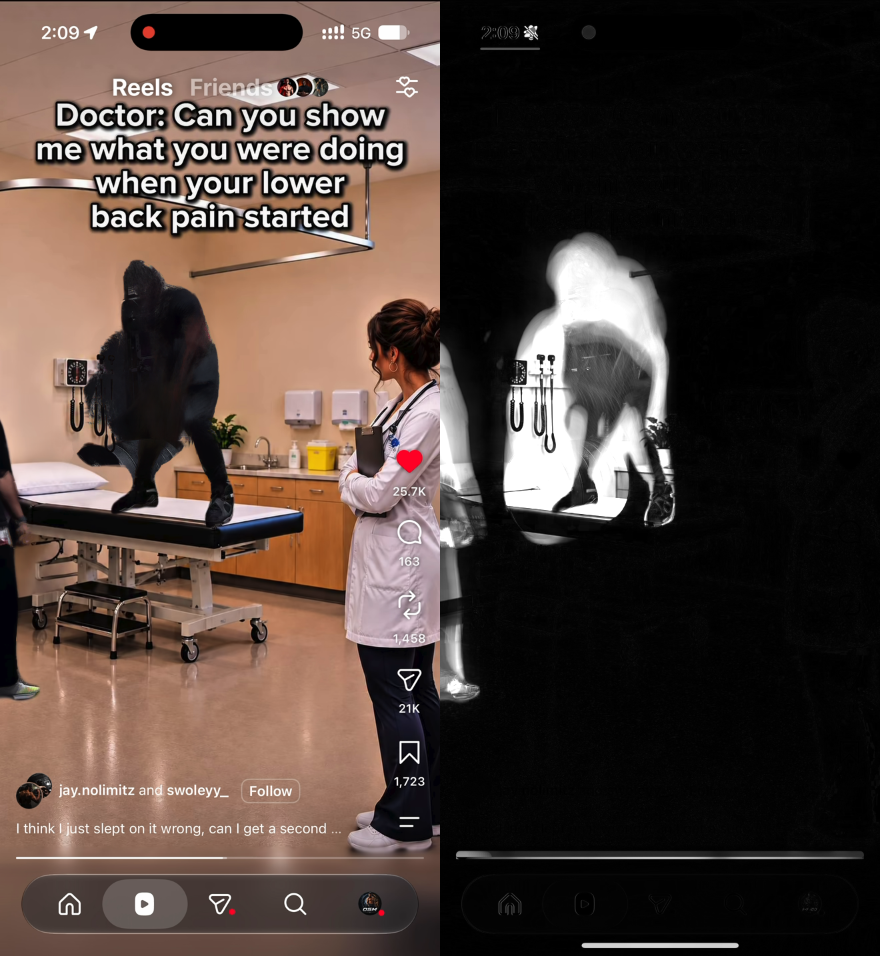 2:09
5G
Reels Friends
Doctor: Can you show
me what you were doing
when your lower
back pain started
25.7K
163
1,458
21K
1,723
jay.nolimitz and swoleyy_ Follow
I think I just slept on it wrong, can I get a second ...
2:09